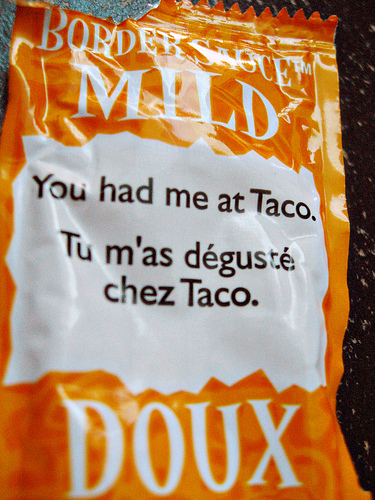 BORDER SAUCE™
MILD
You had me at Taco.
Tu m'as dégusté
chez Taco.
DOUX